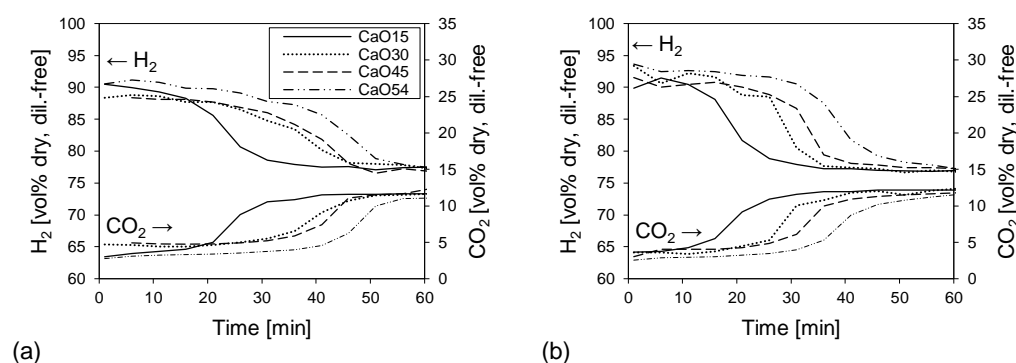 100
95
90
85
80
75
70
65
60
H2 [vol% dry, dil.-free]
← H2
CaO15
CaO30
CaO45
CaO54
CO2 →
35
30
25
20
15
10
5
0
CO2 [vol% dry, dil.-free]
0 10 20 30 40 50 60
Time [min]
(a)
100
95
90
85
80
75
70
65
60
H2 [vol% dry, dil.-free]
← H2
CO2 →
35
30
25
20
15
10
5
0
CO2 [vol% dry, dil.-free]
0 10 20 30 40 50 60
Time [min]
(b)